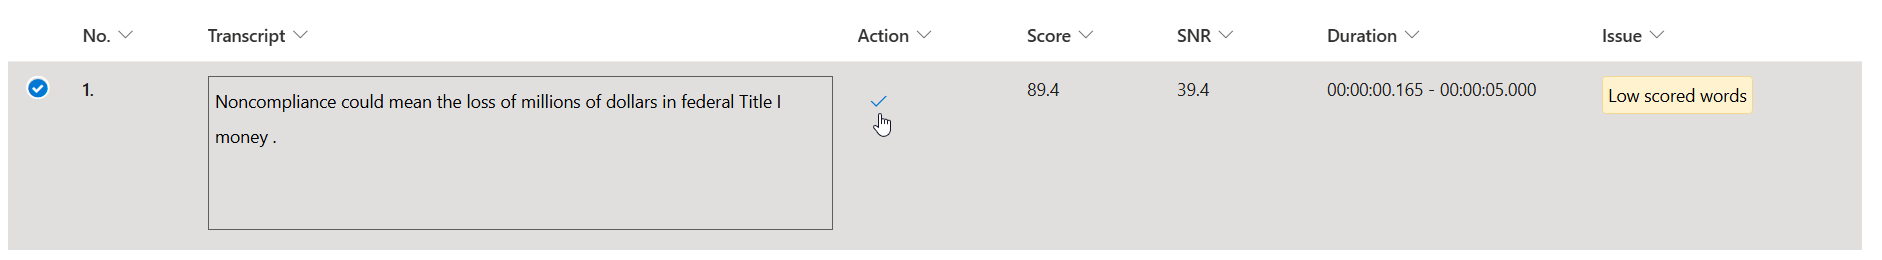 No. Transcript Action Score SNR Duration Issue
1. Noncompliance could mean the loss of millions of dollars in federal Title I 89.4 39.4 00:00:00.165 - 00:00:05.000 Low scored words
money .